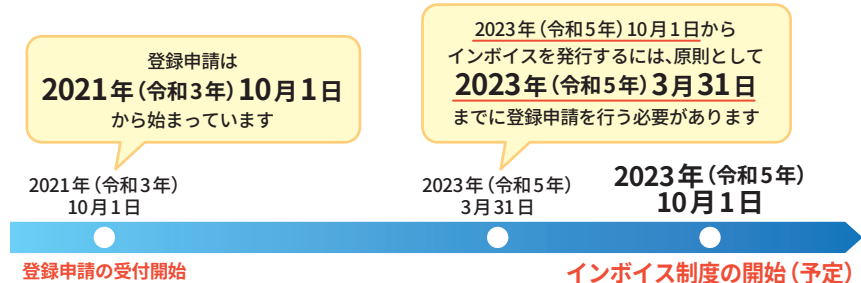 登録申請は
2021年(令和3年)10月1日
から始まっています
2023年(令和5年)10月1日から
インボイスを発行するには、原則として
2023年(令和5年)3月31日
までに登録申請を行う必要があります
2021年(令和3年)
10月1日
2023年(令和5年)
3月31日
2023年(令和5年)
10月1日
登録申請の受付開始
インボイス制度の開始(予定)